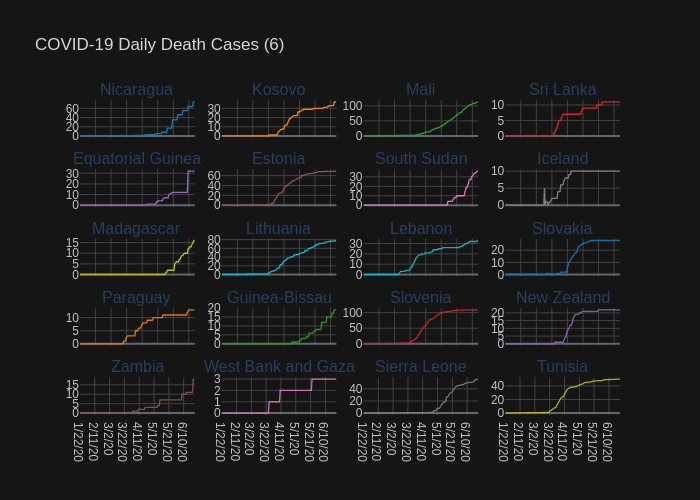 COVID-19 Daily Death Cases (6)
Nicaragua Kosovo Mali Sri Lanka
60 40 20 0 30 20 10 0 100 50 0 10 5 0
Equatorial Guinea Estonia South Sudan Iceland
30 20 10 0 60 40 20 0 30 20 10 0 10 5 0
Madagascar Lithuania Lebanon Slovakia
15 10 5 0 80 60 40 20 0 30 20 10 0 20 10 0
Paraguay Guinea-Bissau Slovenia New Zealand
10 5 0 20 15 10 5 0 100 50 0 20 15 10 5 0
Zambia West Bank and Gaza Sierra Leone Tunisia
15 10 5 0 3 2 1 0 40 20 0 40 20 0
1/22/20 2/11/20 3/2/20 3/22/20 4/11/20 5/1/20 5/21/20 6/10/20 1/22/20 2/11/20 3/2/20 3/22/20 4/11/20 5/1/20 5/21/20 6/10/20 1/22/20 2/11/20 3/2/20 3/22/20 4/11/20 5/1/20 5/21/20 6/10/20 1/22/20 2/11/20 3/2/20 3/22/20 4/11/20 5/1/20 5/21/20 6/10/20